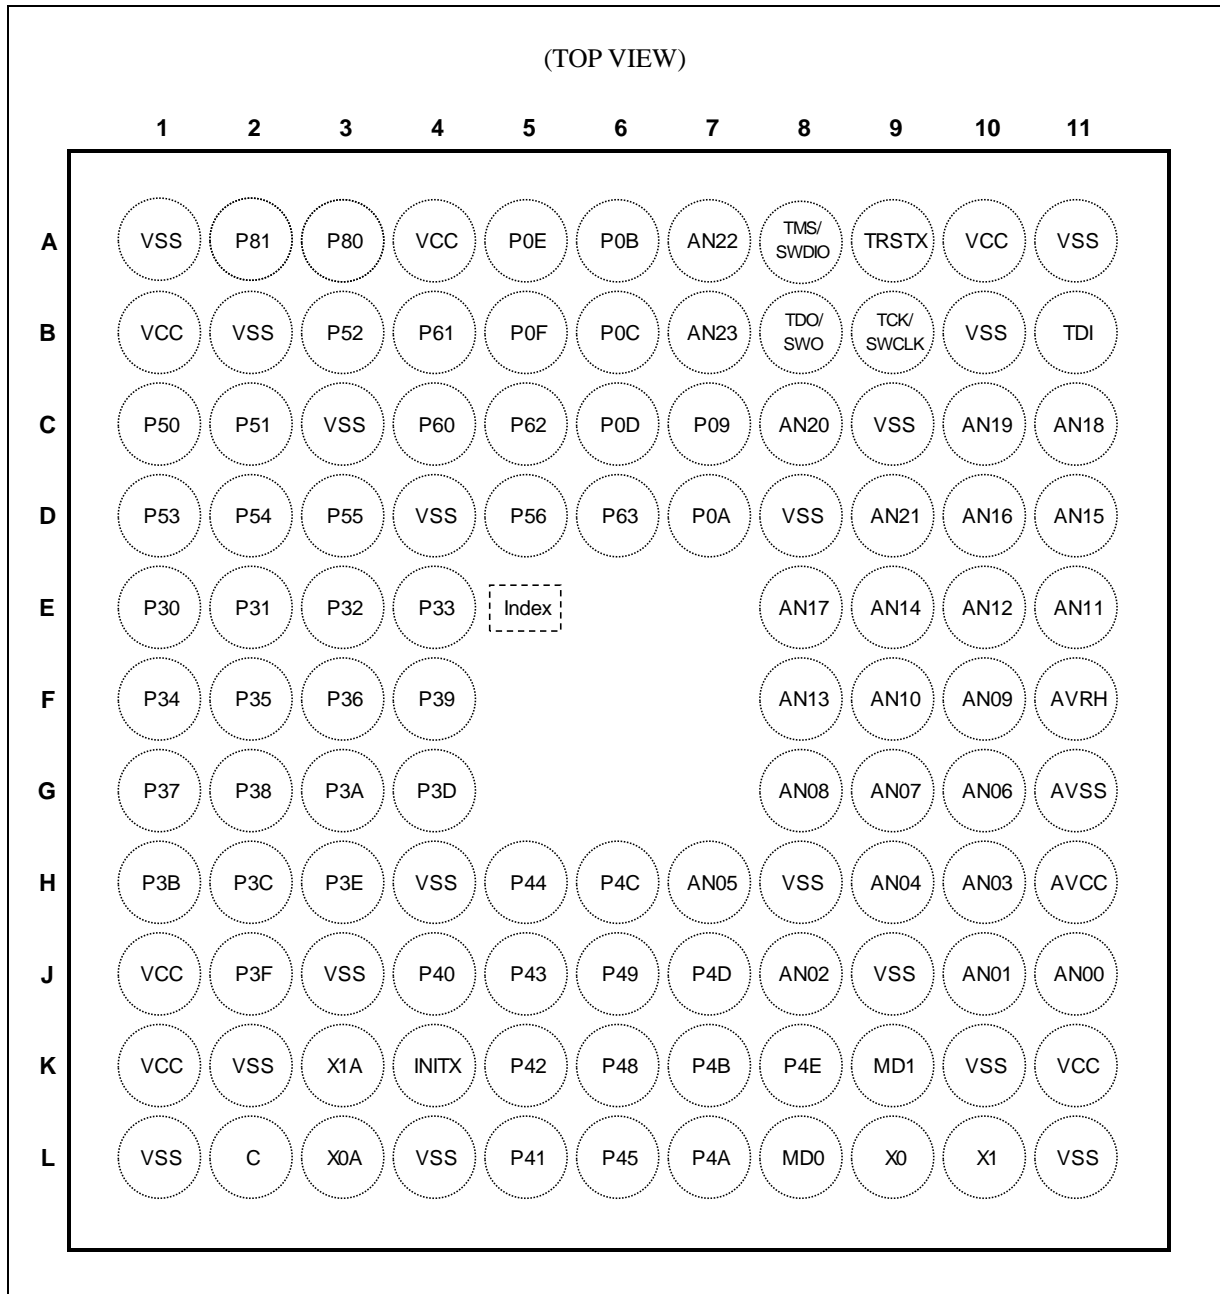 (TOP VIEW)
1 2 3 4 5 6 7 8 9 10 11
A VSS P81 P80 VCC P0E P0B AN22 TMS/ SWDIO TRSTX VCC VSS
B VCC VSS P52 P61 P0F P0C AN23 TDO/ SWO TCK/ SWCLK VSS TDI
C P50 P51 VSS P60 P62 P0D P09 AN20 VSS AN19 AN18
D P53 P54 P55 VSS P56 P63 P0A VSS AN21 AN16 AN15
E P30 P31 P32 P33 Index AN17 AN14 AN12 AN11
F P34 P35 P36 P39 AN13 AN10 AN09 AVRH
G P37 P38 P3A P3D AN08 AN07 AN06 AVSS
H P3B P3C P3E VSS P44 P4C AN05 VSS AN04 AN03 AVCC
J VCC P3F VSS P40 P43 P49 P4D AN02 VSS AN01 AN00
K VCC VSS X1A INITX P42 P48 P4B P4E MD1 VSS VCC
L VSS C X0A VSS P41 P45 P4A MD0 X0 X1 VSS